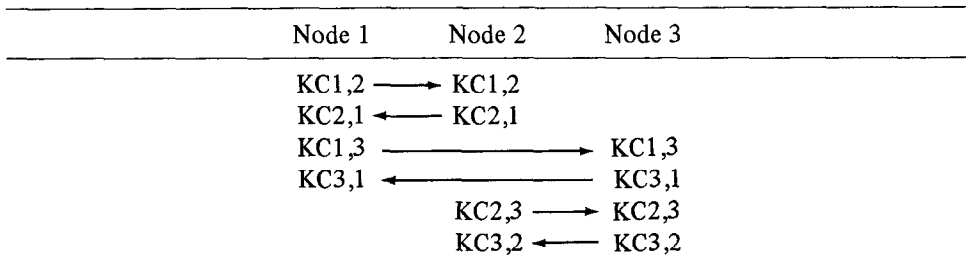 Node 1 Node 2 Node 3
KC1,2 → KC1,2
KC2,1 ← KC2,1
KC1,3 → KC1,3
KC3,1 ← KC3,1
KC2,3 → KC2,3
KC3,2 ← KC3,2